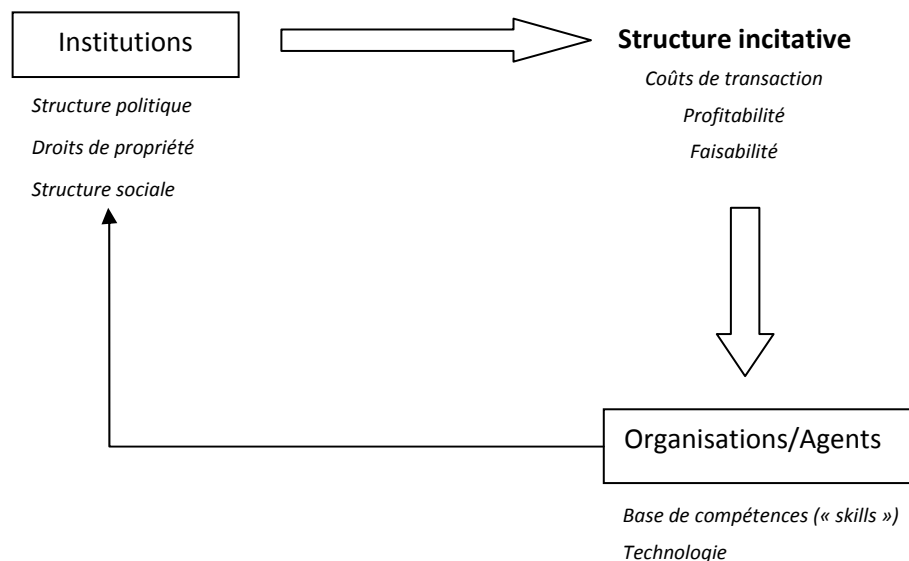 Institutions
Structure politique
Droits de propriété
Structure sociale
Structure incitative
Coûts de transaction
Profitabilité
Faisabilité
Organisations/Agents
Base de compétences (« skills »)
Technologie